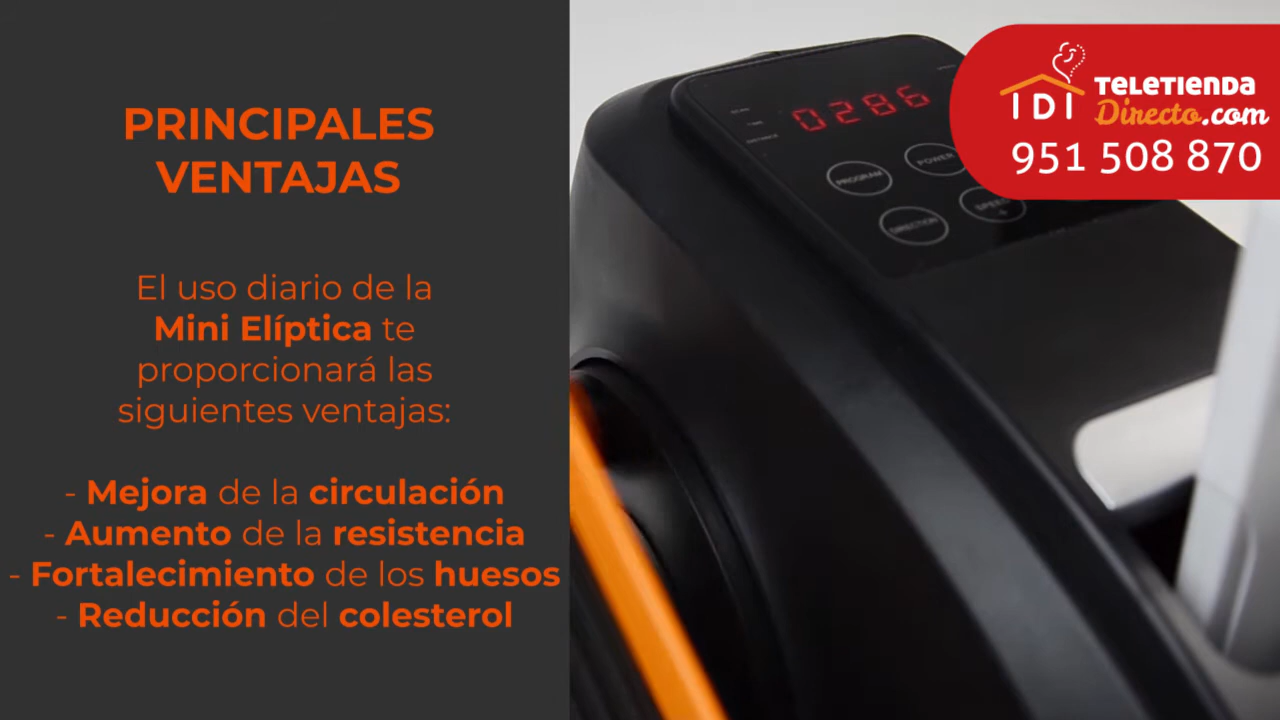 PRINCIPALES
VENTAJAS
El uso diario de la
Mini Elíptica te
proporcionará las
siguientes ventajas:
- Mejora de la circulación
- Aumento de la resistencia
- Fortalecimiento de los huesos
- Reducción del colesterol
0286
PROGRAM
POWER
DIRECTION
SPEED
+
IDI
TELETIENDA
Directo.com
951 508 870